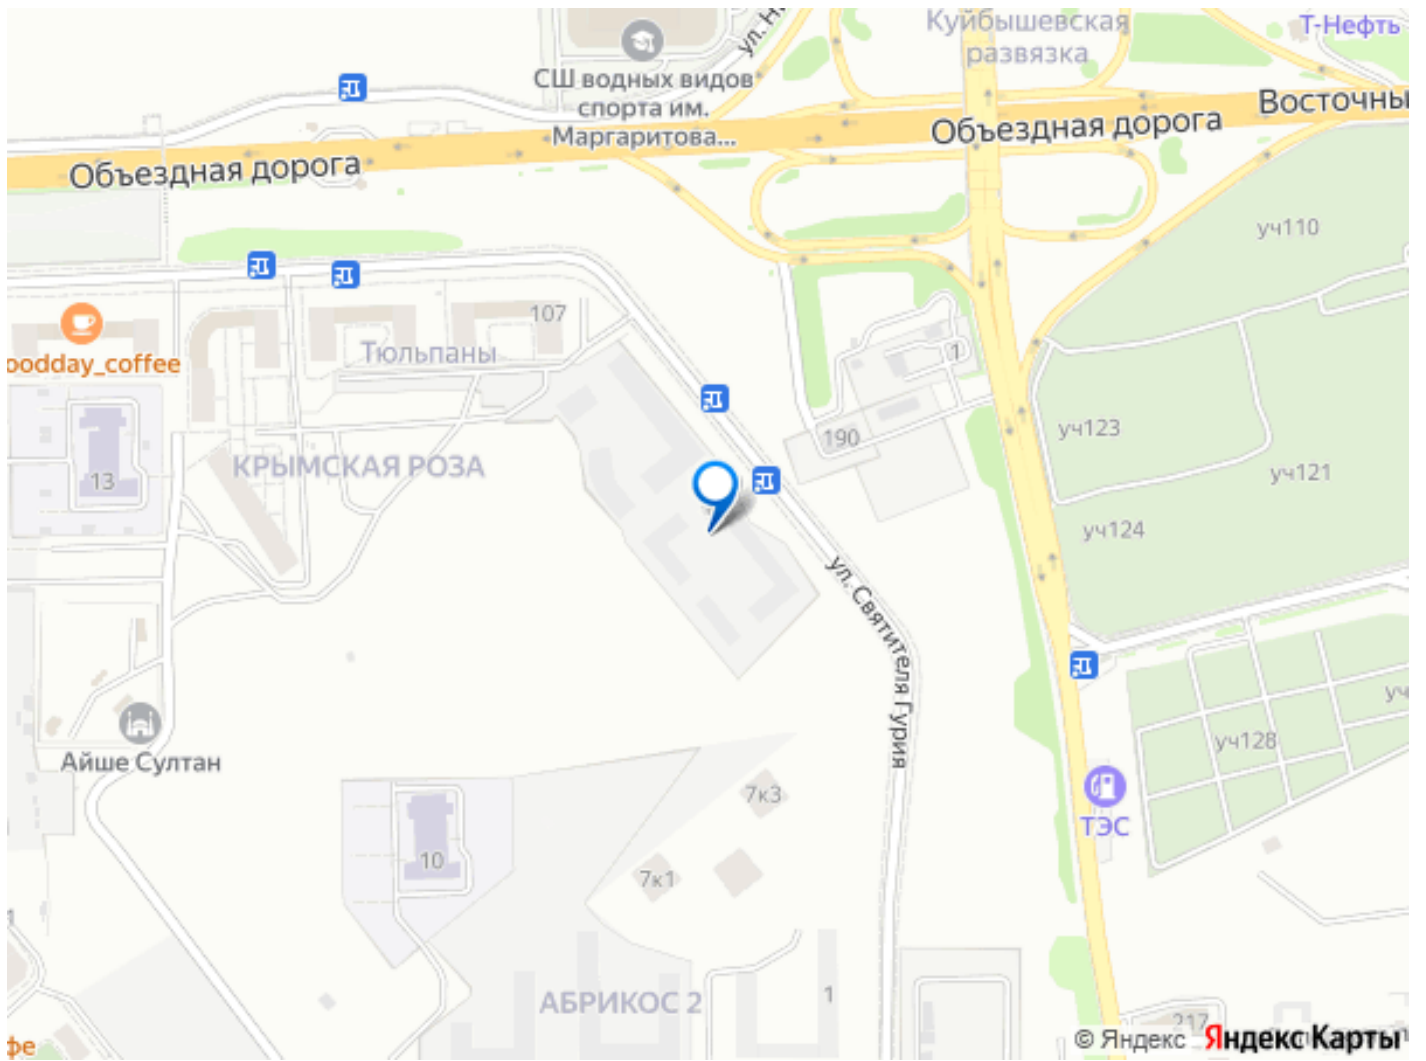 Куйбышевская
развязка
Т-Нефть
СШ водных видов
спорта им.
Маргаритова...
Восточны
Объездная дорога
Объездная дорога
уч110
107
oodday_coffee
Тюльпаны
1
уч123
190
КРЫМСКАЯ РОЗА
13
уч121
уч124
ул. Святителя Гурия
Айше Султан
уч128
7к3
ТЭС
10
7к1
АБРИКОС 2
1
217
фе
© Яндекс Яндекс Карты